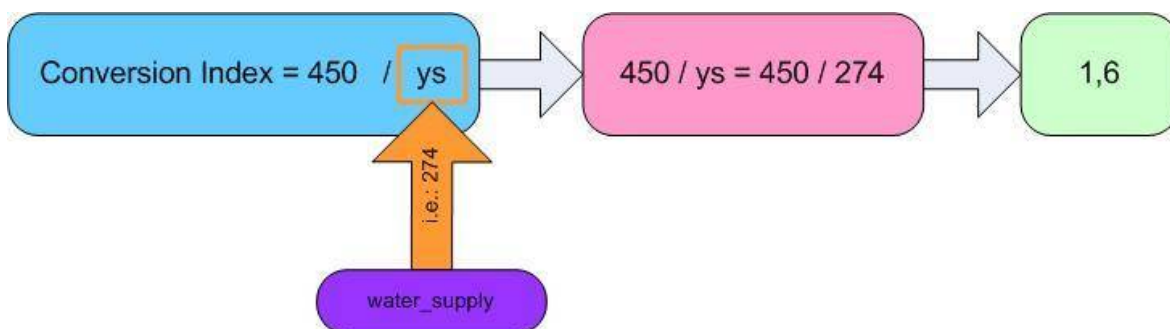 Conversion Index = 450 / ys
450 / ys = 450 / 274
1,6
i.e.: 274
water_supply